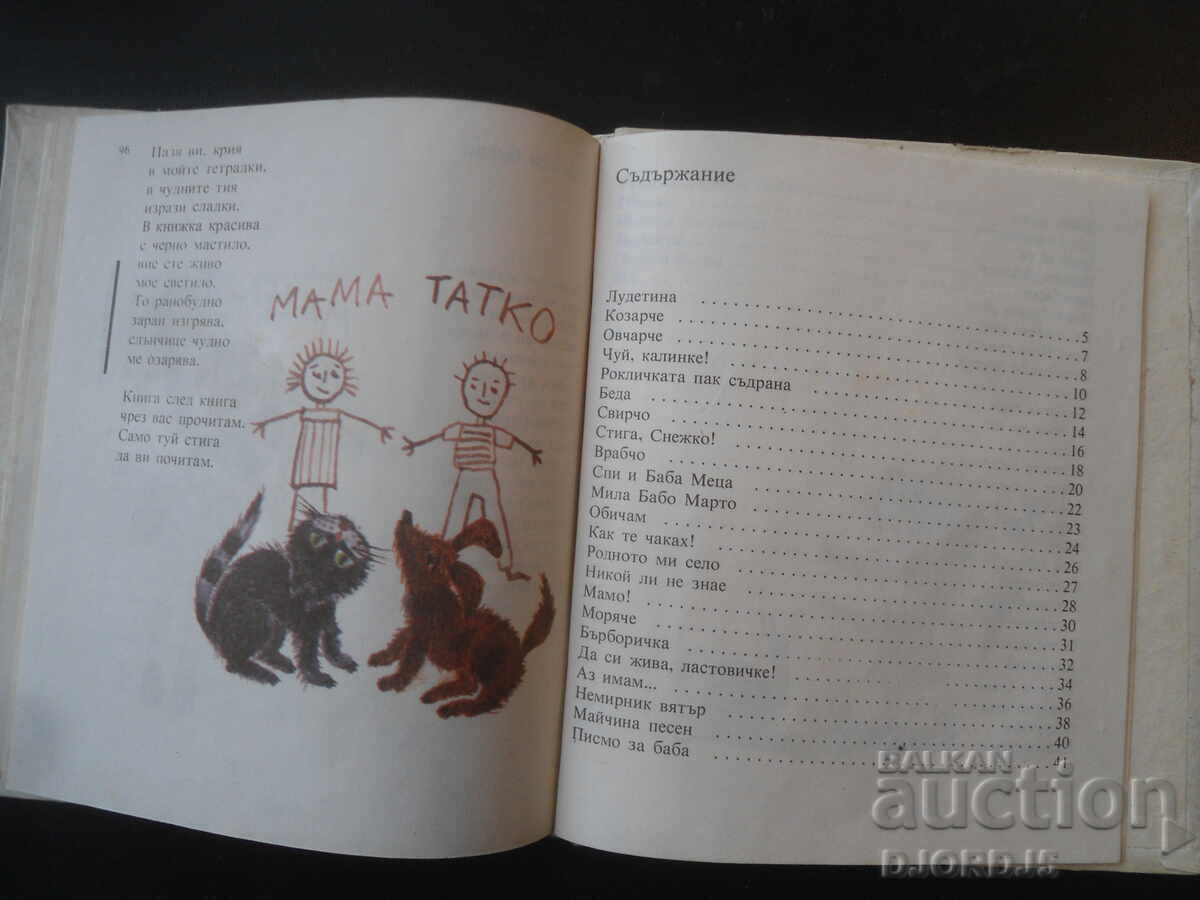 96
Пазя ви, крия
в мойте тетрадки,
в чудните тия
изрази сладки.
В книжка красива
с черно мастило,
вие сте живо
мое светило.
То ранобудно
заран изгрява,
слънчице чудно
ме озарява.
Книга след книга
чрез вас прочитам.
Само туй стига
да ви почитам.
МАМА ТАТКО
Съдържание
Лудетина 5
Козарче 7
Овчарче 8
Чуй, калинке! 10
Рокличката пак съдрана 12
Беда 14
Свирчо 16
Стига, Снежко! 18
Врабчо 20
Спи и Баба Меца 22
Мила Бабо Марто 23
Обичам 24
Как те чаках! 26
Родното ми село 27
Никой ли не знае 28
Мамо! 30
Моряче 31
Бърборичка 32
Да си жива, ластовичке! 34
Аз имам... 36
Немирник вятър 38
Майчина песен 40
Писмо за баба 41
BALKAN
auction
DJORDJ5